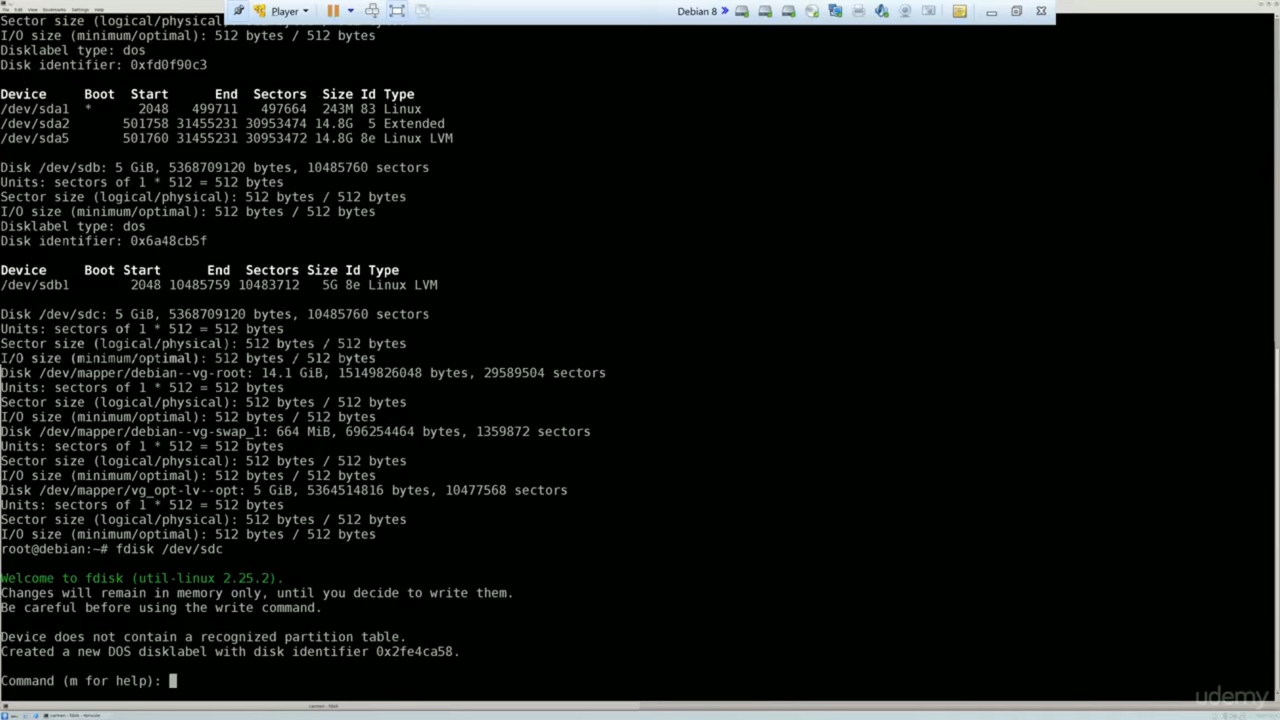 File Edit View Bookmarks Settings Help
Player
Debian 8
Sector size (logical/physical): 512 bytes / 512 bytes
I/O size (minimum/optimal): 512 bytes / 512 bytes
Disklabel type: dos
Disk identifier: 0xfd0f90c3
Device Boot Start End Sectors Size Id Type
/dev/sda1 * 2048 499711 497664 243M 83 Linux
/dev/sda2 501758 31455231 30953474 14.8G 5 Extended
/dev/sda5 501760 31455231 30953472 14.8G 8e Linux LVM
Disk /dev/sdb: 5 GiB, 5368709120 bytes, 10485760 sectors
Units: sectors of 1 * 512 = 512 bytes
Sector size (logical/physical): 512 bytes / 512 bytes
I/O size (minimum/optimal): 512 bytes / 512 bytes
Disklabel type: dos
Disk identifier: 0x6a48cb5f
Device Boot Start End Sectors Size Id Type
/dev/sdb1 2048 10485759 10483712 5G 8e Linux LVM
Disk /dev/sdc: 5 GiB, 5368709120 bytes, 10485760 sectors
Units: sectors of 1 * 512 = 512 bytes
Sector size (logical/physical): 512 bytes / 512 bytes
I/O size (minimum/optimal): 512 bytes / 512 bytes
Disk /dev/mapper/debian--vg-root: 14.1 GiB, 15149826048 bytes, 29589504 sectors
Units: sectors of 1 * 512 = 512 bytes
Sector size (logical/physical): 512 bytes / 512 bytes
I/O size (minimum/optimal): 512 bytes / 512 bytes
Disk /dev/mapper/debian--vg-swap_1: 664 MiB, 696254464 bytes, 1359872 sectors
Units: sectors of 1 * 512 = 512 bytes
Sector size (logical/physical): 512 bytes / 512 bytes
I/O size (minimum/optimal): 512 bytes / 512 bytes
Disk /dev/mapper/vg_opt-lv--opt: 5 GiB, 5364514816 bytes, 10477568 sectors
Units: sectors of 1 * 512 = 512 bytes
Sector size (logical/physical): 512 bytes / 512 bytes
I/O size (minimum/optimal): 512 bytes / 512 bytes
root@debian:~# fdisk /dev/sdc
Welcome to fdisk (util-linux 2.25.2).
Changes will remain in memory only, until you decide to write them.
Be careful before using the write command.
Device does not contain a recognized partition table.
Created a new DOS disklabel with disk identifier 0x2fe4ca58.
Command (m for help):
udemy